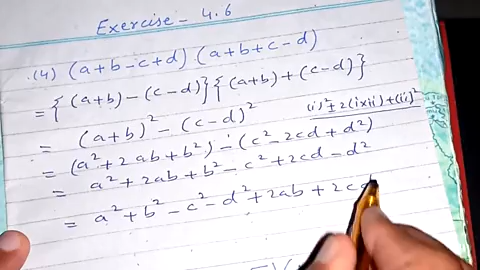 Exercise - 4.6
(4) (a+b-c+d) (a+b+c-d)
= {(a+b)-(c-d)}{(a+b)+(c-d)}
= (a+b)² - (c-d)²
(i)² ± 2(i×ii)+(ii)²
= (a²+2ab+b²) - (c²-2cd+d²)
= a²+2ab+b²-c²+2cd-d²
= a²+b²-c²-d²+2ab+2cd